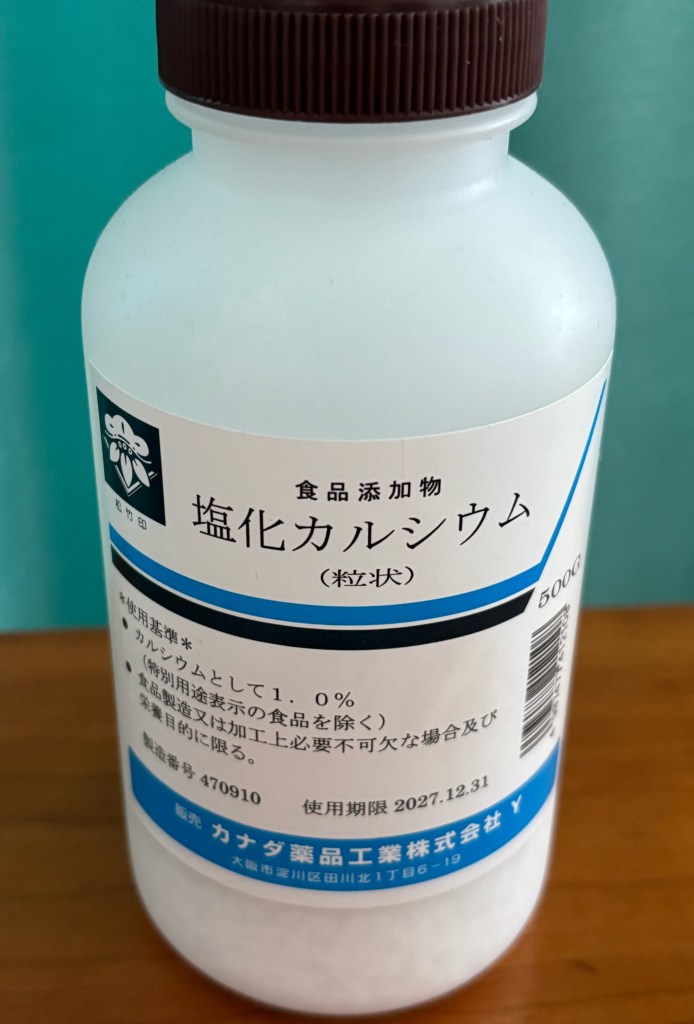 松竹印
食品添加物
塩化カルシウム
(粒状)
500G
*使用基準*
• カルシウムとして1.0%
(特別用途表示の食品を除く)
• 食品製造又は加工上必要不可欠な場合及び
栄養目的に限る。
製造番号 470910
使用期限 2027.12.31
販売 カナダ薬品工業株式会社 Y
大阪市淀川区田川北1丁目6-19